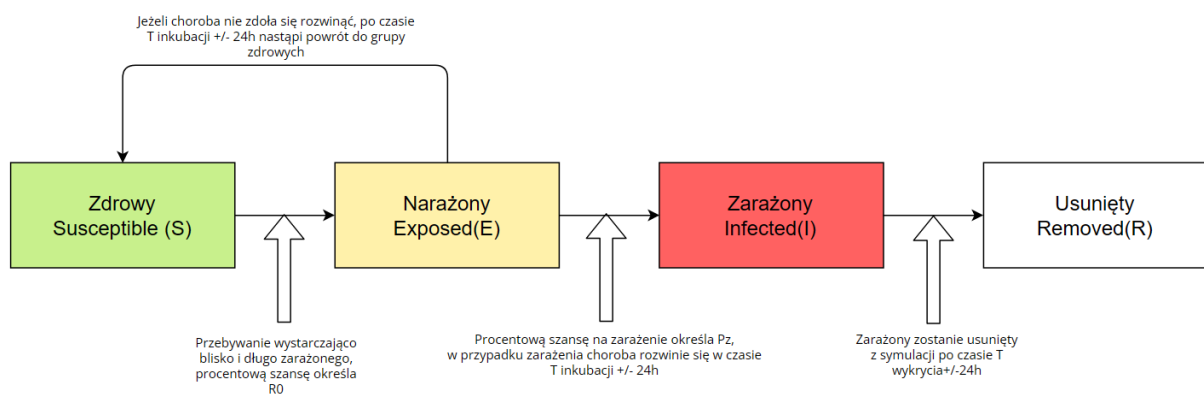 Jeżeli choroba nie zdoła się rozwinąć, po czasie
T inkubacji +/- 24h nastąpi powrót do grupy
zdrowych
Zdrowy
Susceptible (S)
Narażony
Exposed(E)
Zarażony
Infected(I)
Usunięty
Removed(R)
Przebywanie wystarczająco
blisko i długo zarażonego,
procentową szansę określa
R0
Procentową szansę na zarażenie określa Pz,
w przypadku zarażenia choroba rozwinie się w czasie
T inkubacji +/- 24h
Zarażony zostanie usunięty
z symulacji po czasie T
wykrycia+/-24h